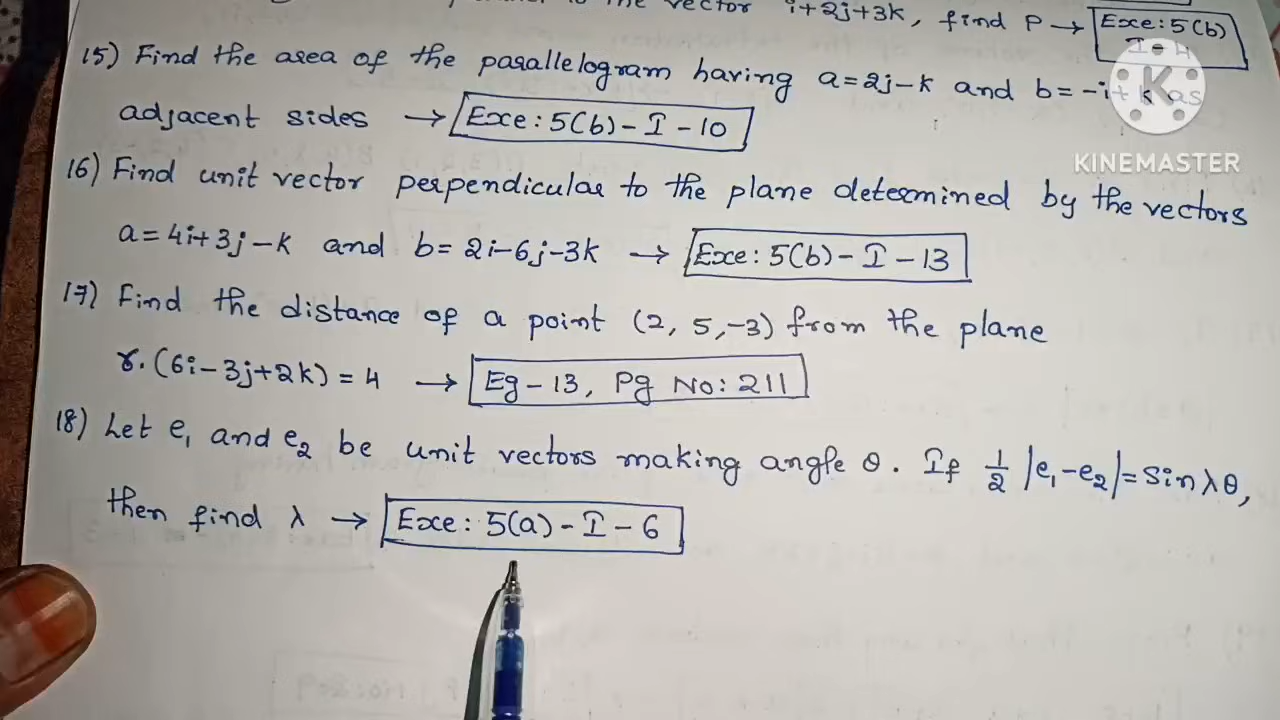 to the vector i+2j+3k, find P → Exe: 5(b)
15) Find the area of the parallelogram having a=2j-k and b=-i+k as
adjacent sides → Exe: 5(b)-I-10
KINEMASTER
16) Find unit vector perpendicular to the plane determined by the vectors
a=4i+3j-k and b=2i-6j-3k → Exe: 5(b)-I-13
17) Find the distance of a point (2, 5, -3) from the plane
r.(6i-3j+2k)=4 → Eg-13, Pg No: 211
18) Let e₁ and e₂ be unit vectors making angle θ. If 1/2 |e₁-e₂|=Sinλθ,
then find λ → Exe: 5(a)-I-6